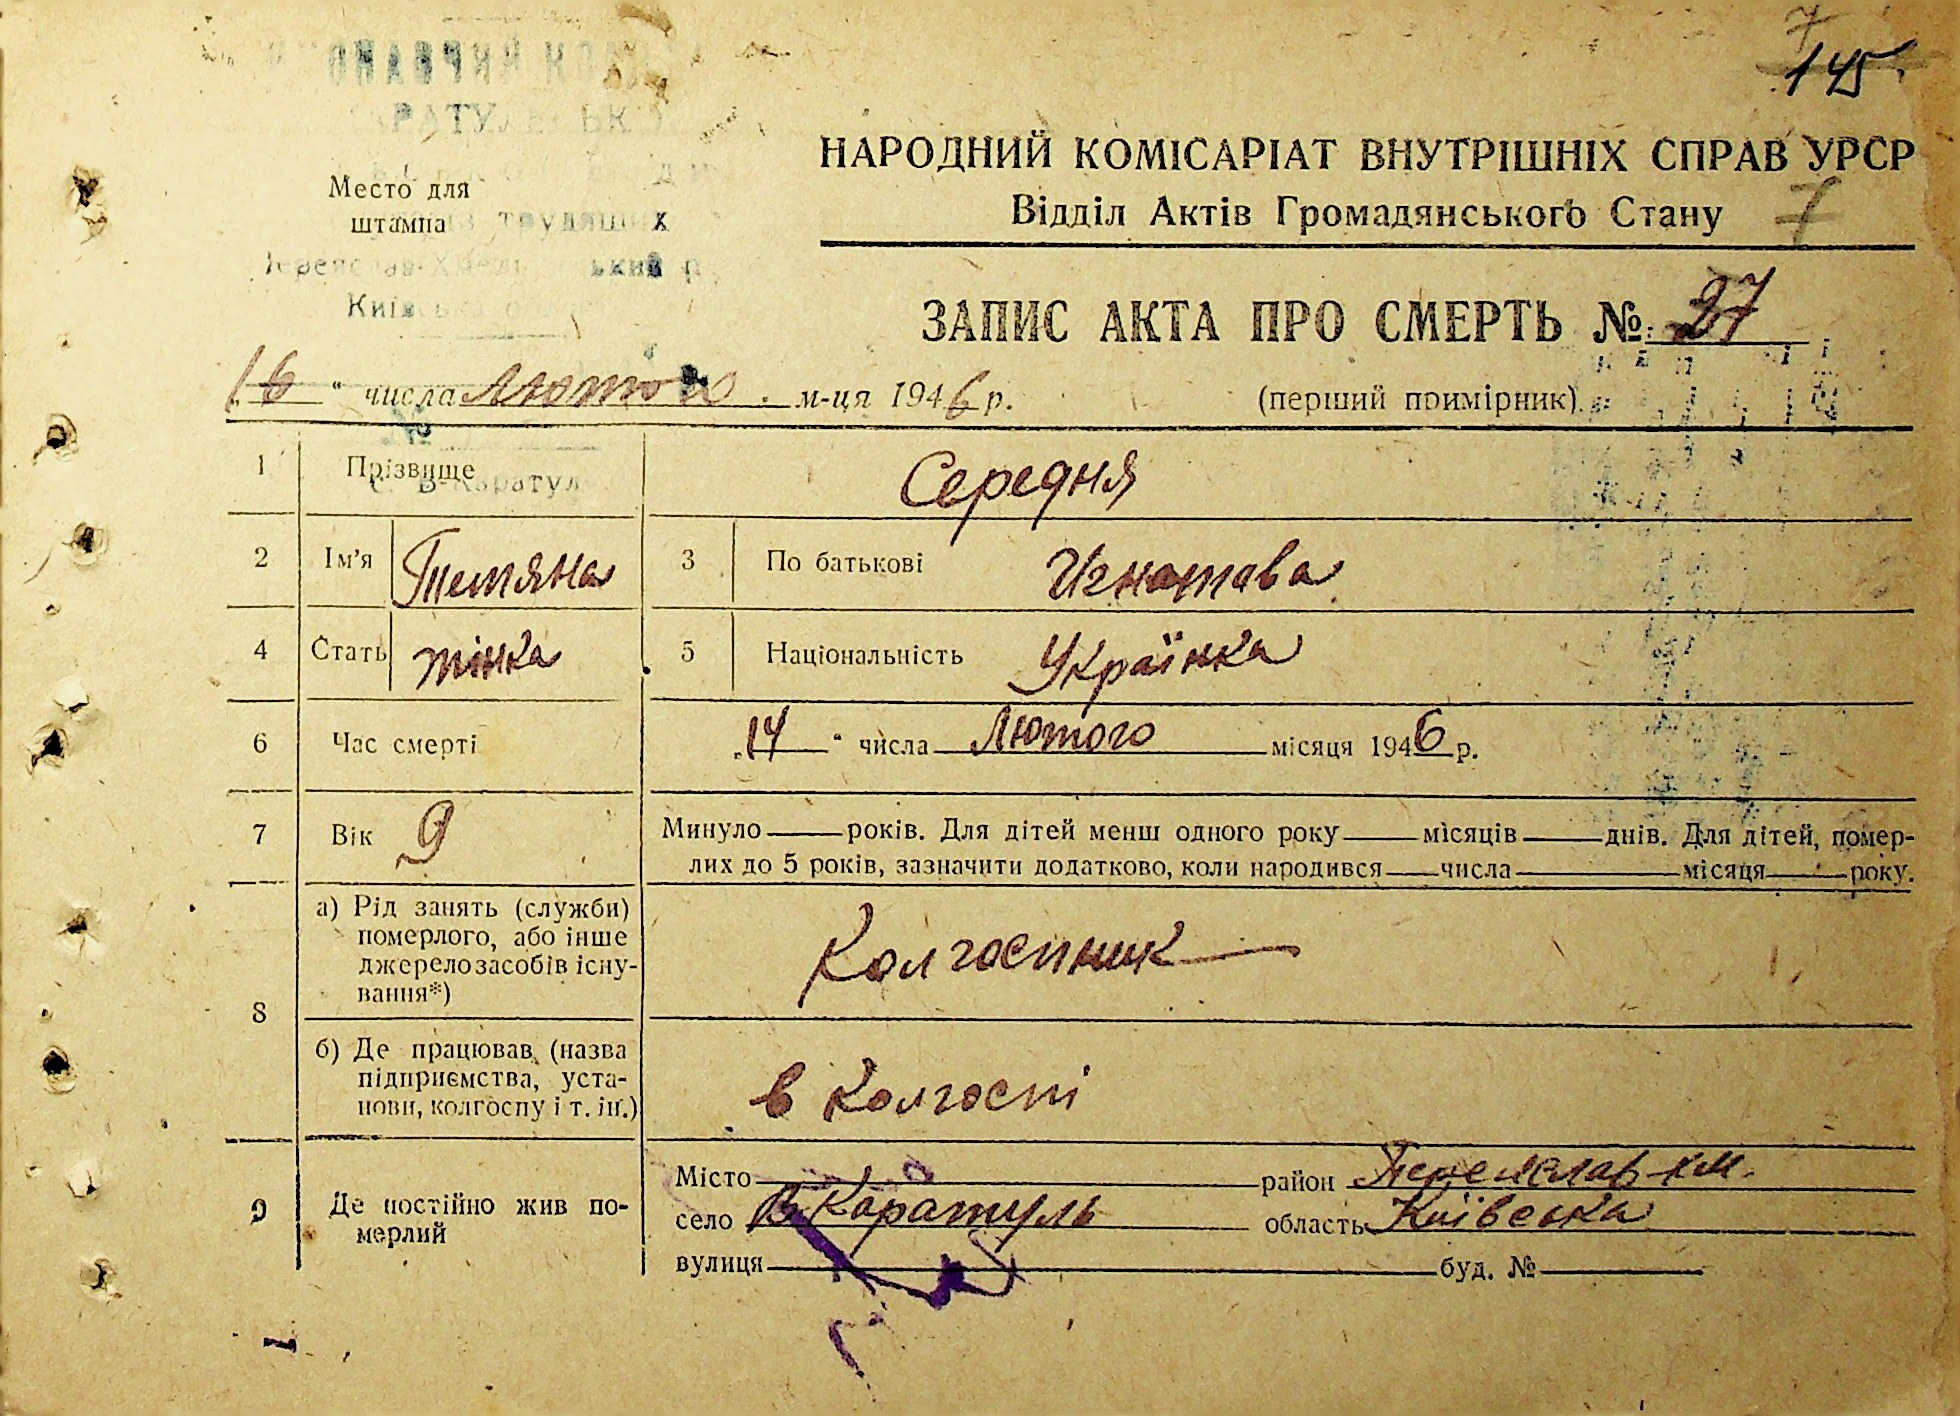 7
145
НАРОДНИЙ КОМІСАРІАТ ВНУТРІШНІХ СПРАВ УРСР
Відділ Актів Громадянського Стану 7
Место для
штампа
ЗАПИС АКТА ПРО СМЕРТЬ № 27
„16“ числа Лютого м-ця 1946 р. (перший примірник).
1 Прізвище Середня
2 Ім'я Тетяна 3 По батькові Игнатова
4 Стать жінка 5 Національність Українка
6 Час смерті „14“ числа Лютого місяця 1946 р.
7 Вік 9 Минуло — років. Для дітей менш одного року — місяців — днів. Для дітей, помер-
лих до 5 років, зазначити додатково, коли народився — числа — місяця — року.
8 а) Рід занять (служби)
померлого, або інше
джерело засобів існу-
вання*)
Колгоспник
б) Де працював (назва
підприємства, уста-
нови, колгоспу і т. ін.)
в колгоспі
9 Де постійно жив по-
мерлий
Місто район Переяслав-Хм.
село В Каратуль область Київська
вулиця буд. №